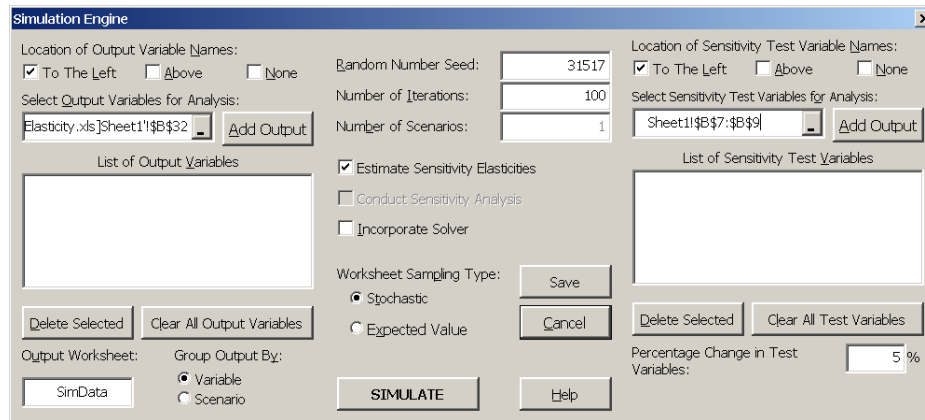 Simulation Engine
Location of Output Variable Names:
To The Left Above None
Select Output Variables for Analysis:
Elasticity.xls]Sheet1'!$B$32 Add Output
List of Output Variables
Delete Selected Clear All Output Variables
Output Worksheet:
SimData
Group Output By:
Variable
Scenario
Random Number Seed: 31517
Number of Iterations: 100
Number of Scenarios: 1
Estimate Sensitivity Elasticities
Conduct Sensitivity Analysis
Incorporate Solver
Worksheet Sampling Type:
Stochastic
Expected Value
Save
Cancel
SIMULATE Help
Location of Sensitivity Test Variable Names:
To The Left Above None
Select Sensitivity Test Variables for Analysis:
Sheet1!$B$7:$B$9 Add Output
List of Sensitivity Test Variables
Delete Selected Clear All Test Variables
Percentage Change in Test
Variables:
5 %